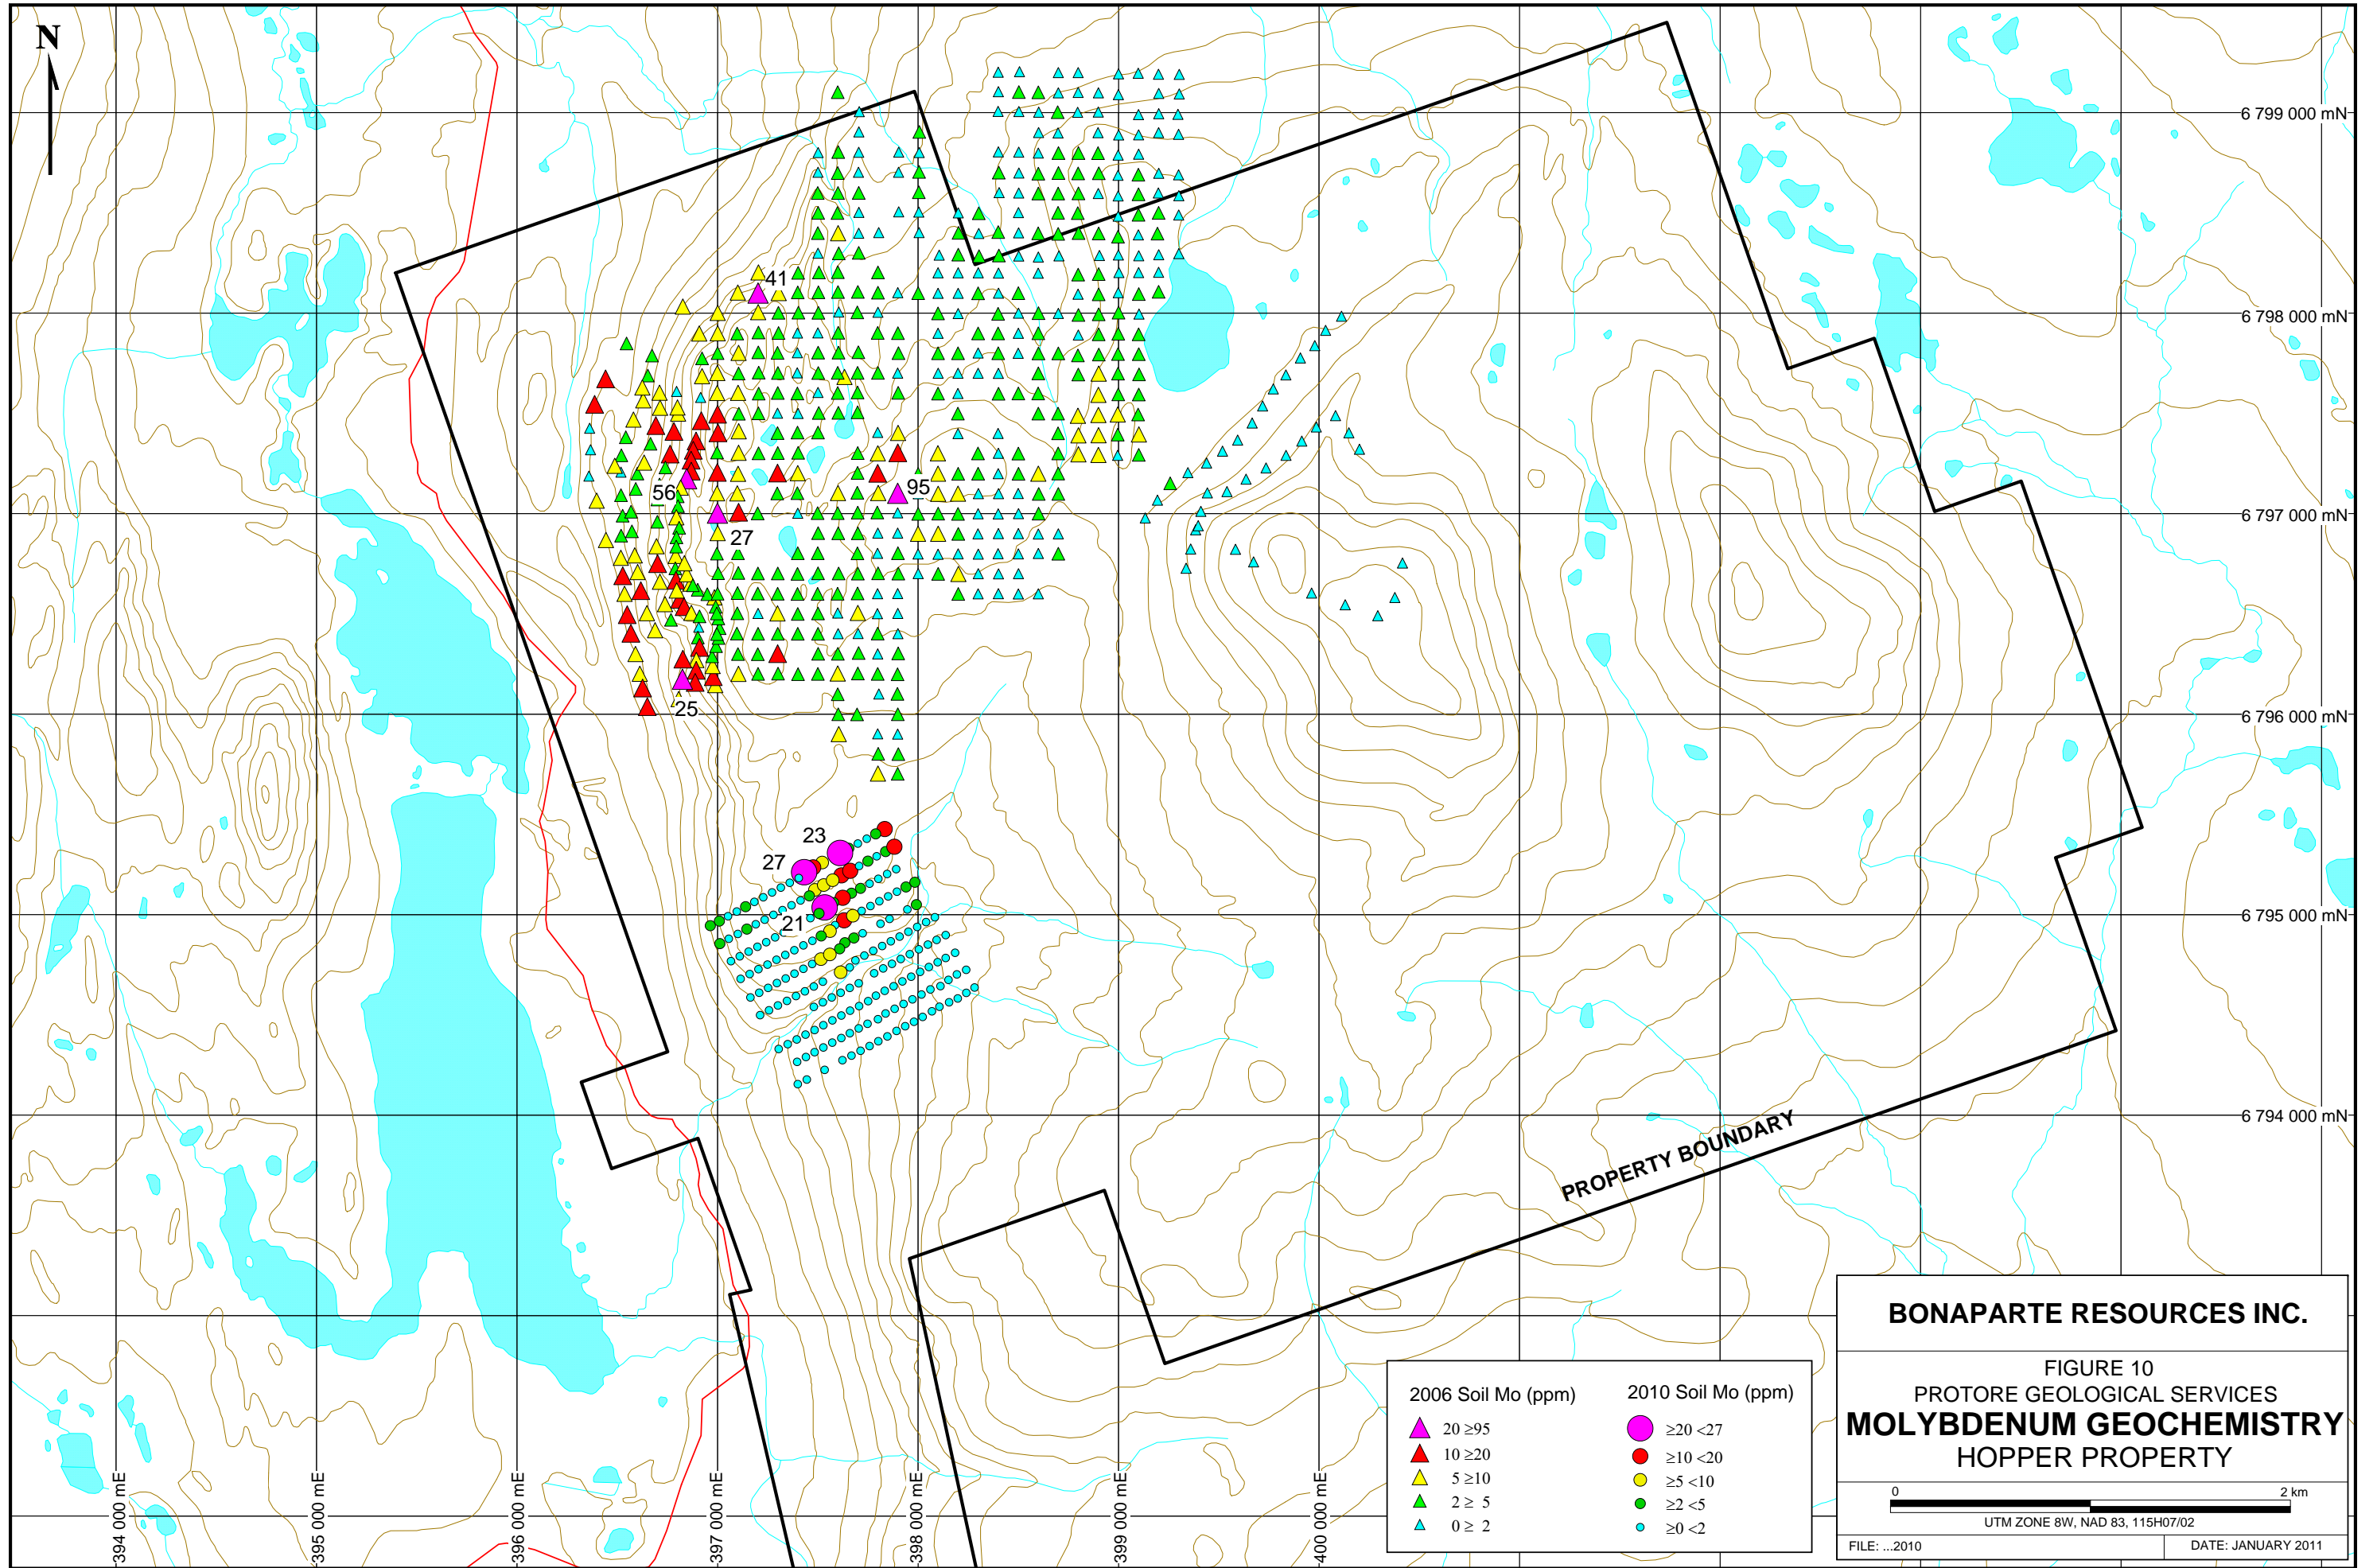 N
6 799 000 mN
6 798 000 mN
6 797 000 mN
6 796 000 mN
6 795 000 mN
6 794 000 mN
41
56
95
27
25
23
27
21
PROPERTY BOUNDARY
394 000 mE
395 000 mE
396 000 mE
397 000 mE
398 000 mE
399 000 mE
400 000 mE
2006 Soil Mo (ppm)
20 ≥95
10 ≥20
5 ≥10
2 ≥ 5
0 ≥ 2
2010 Soil Mo (ppm)
≥20 <27
≥10 <20
≥5 <10
≥2 <5
≥0 <2
BONAPARTE RESOURCES INC.
FIGURE 10
PROTORE GEOLOGICAL SERVICES
MOLYBDENUM GEOCHEMISTRY
HOPPER PROPERTY
0 2 km
UTM ZONE 8W, NAD 83, 115H07/02
FILE: ...2010 DATE: JANUARY 2011